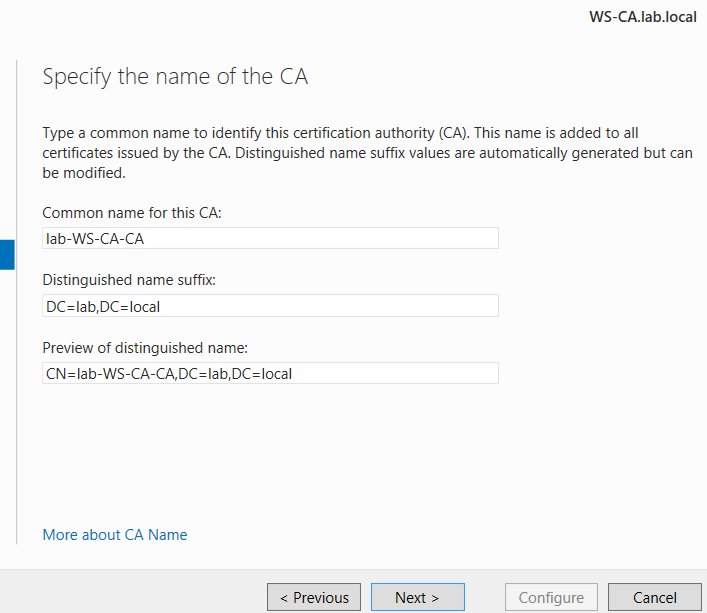 WS-CA.lab.local
Specify the name of the CA
Type a common name to identify this certification authority (CA). This name is added to all
certificates issued by the CA. Distinguished name suffix values are automatically generated but can
be modified.
Common name for this CA:
lab-WS-CA-CA
Distinguished name suffix:
DC=lab,DC=local
Preview of distinguished name:
CN=lab-WS-CA-CA,DC=lab,DC=local
More about CA Name
< Previous
Next >
Configure
Cancel